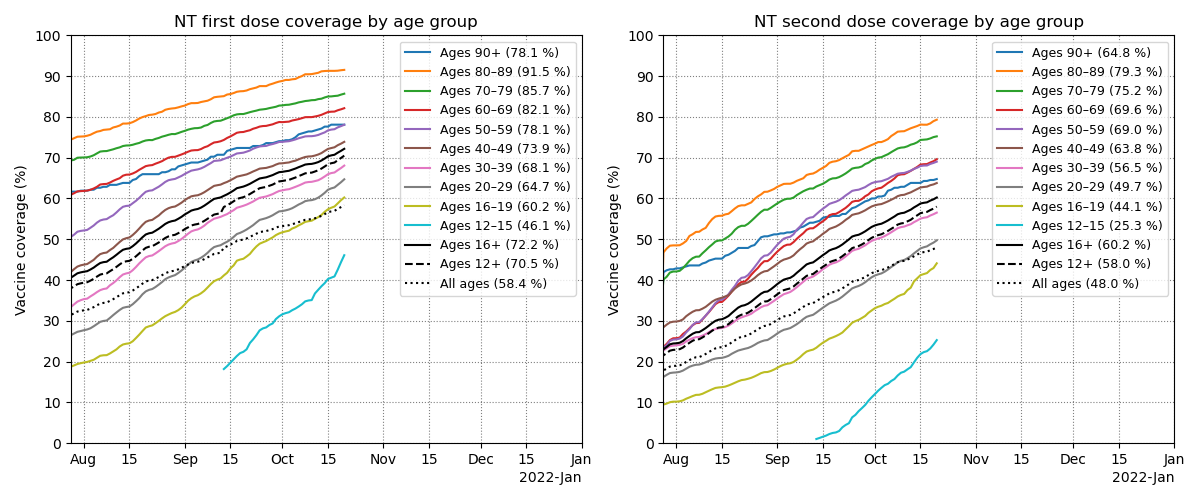 NT first dose coverage by age group
Vaccine coverage (%)
100
90
80
70
60
50
40
30
20
10
0
Ages 90+ (78.1 %)
Ages 80–89 (91.5 %)
Ages 70–79 (85.7 %)
Ages 60–69 (82.1 %)
Ages 50–59 (78.1 %)
Ages 40–49 (73.9 %)
Ages 30–39 (68.1 %)
Ages 20–29 (64.7 %)
Ages 16–19 (60.2 %)
Ages 12–15 (46.1 %)
Ages 16+ (72.2 %)
Ages 12+ (70.5 %)
All ages (58.4 %)
Aug 15 Sep 15 Oct 15 Nov 15 Dec 15 Jan
2022-Jan
NT second dose coverage by age group
Vaccine coverage (%)
100
90
80
70
60
50
40
30
20
10
0
Ages 90+ (64.8 %)
Ages 80–89 (79.3 %)
Ages 70–79 (75.2 %)
Ages 60–69 (69.6 %)
Ages 50–59 (69.0 %)
Ages 40–49 (63.8 %)
Ages 30–39 (56.5 %)
Ages 20–29 (49.7 %)
Ages 16–19 (44.1 %)
Ages 12–15 (25.3 %)
Ages 16+ (60.2 %)
Ages 12+ (58.0 %)
All ages (48.0 %)
Aug 15 Sep 15 Oct 15 Nov 15 Dec 15 Jan
2022-Jan